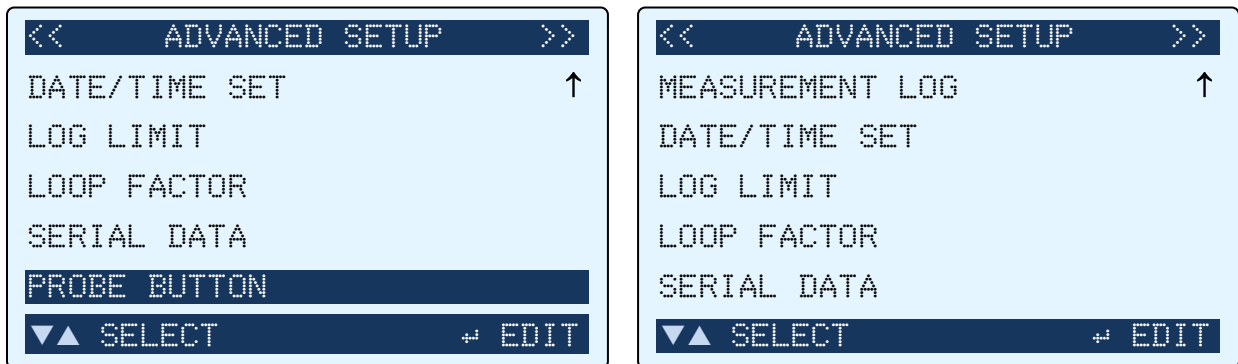 << ADVANCED SETUP >>
DATE/TIME SET ↑
LOG LIMIT
LOOP FACTOR
SERIAL DATA
PROBE BUTTON
▼▲ SELECT ↵ EDIT
<< ADVANCED SETUP >>
MEASUREMENT LOG ↑
DATE/TIME SET
LOG LIMIT
LOOP FACTOR
SERIAL DATA
▼▲ SELECT ↵ EDIT